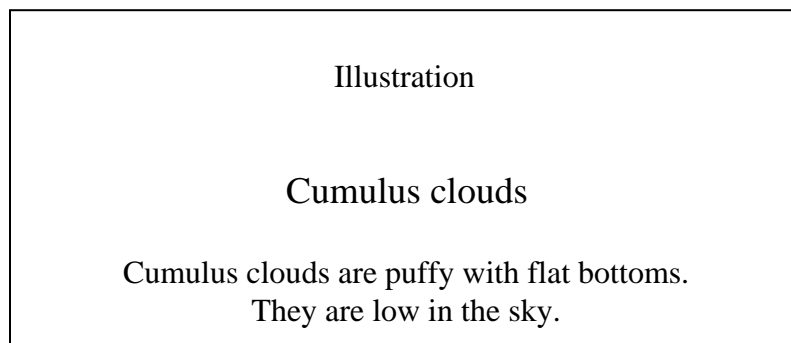 Illustration
Cumulus clouds
Cumulus clouds are puffy with flat bottoms.
They are low in the sky.